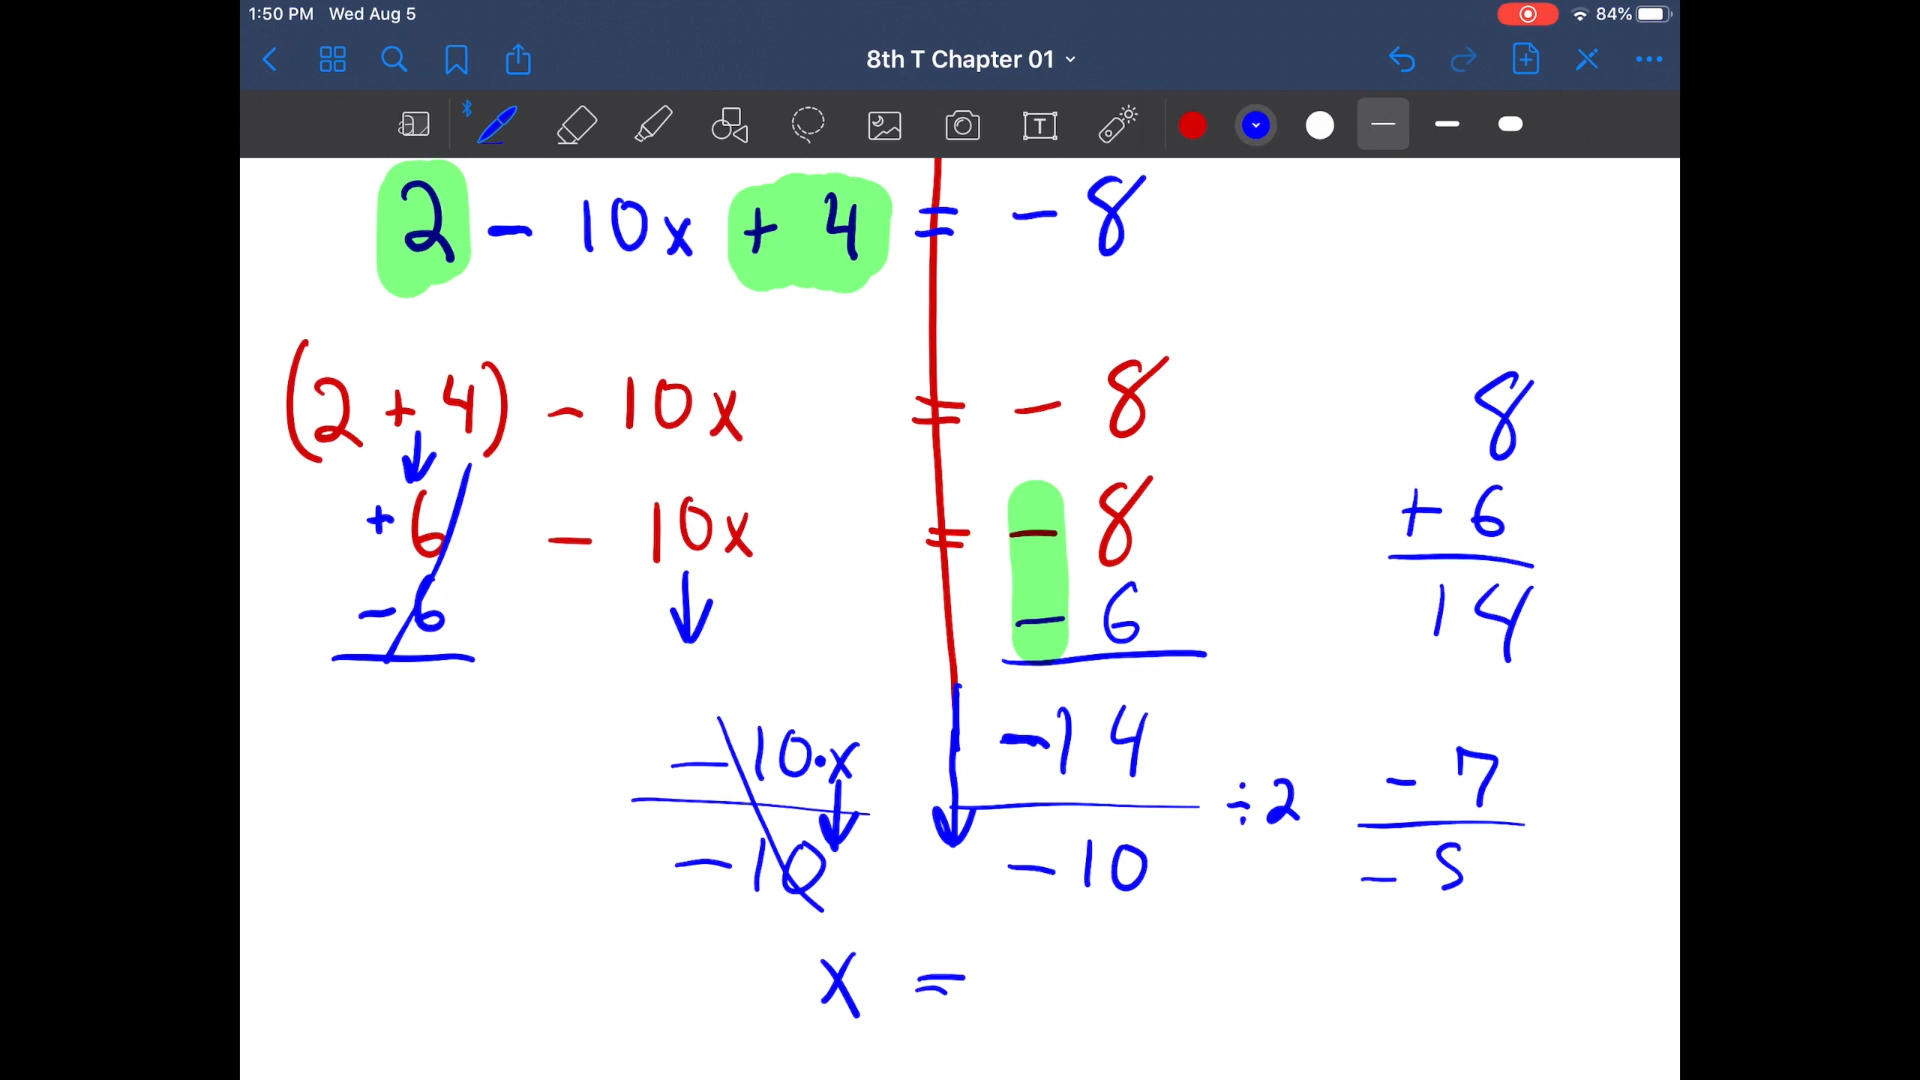 1:50 PM Wed Aug 5 84%
8th T Chapter 01
2 - 10x + 4 = - 8
(2 + 4) - 10x = - 8
+ 6 - 10x = - 8
- 6 - 6
8
+ 6
14
- 10·x - 14 ÷2 - 7
- 10 - 10 - 5
x =